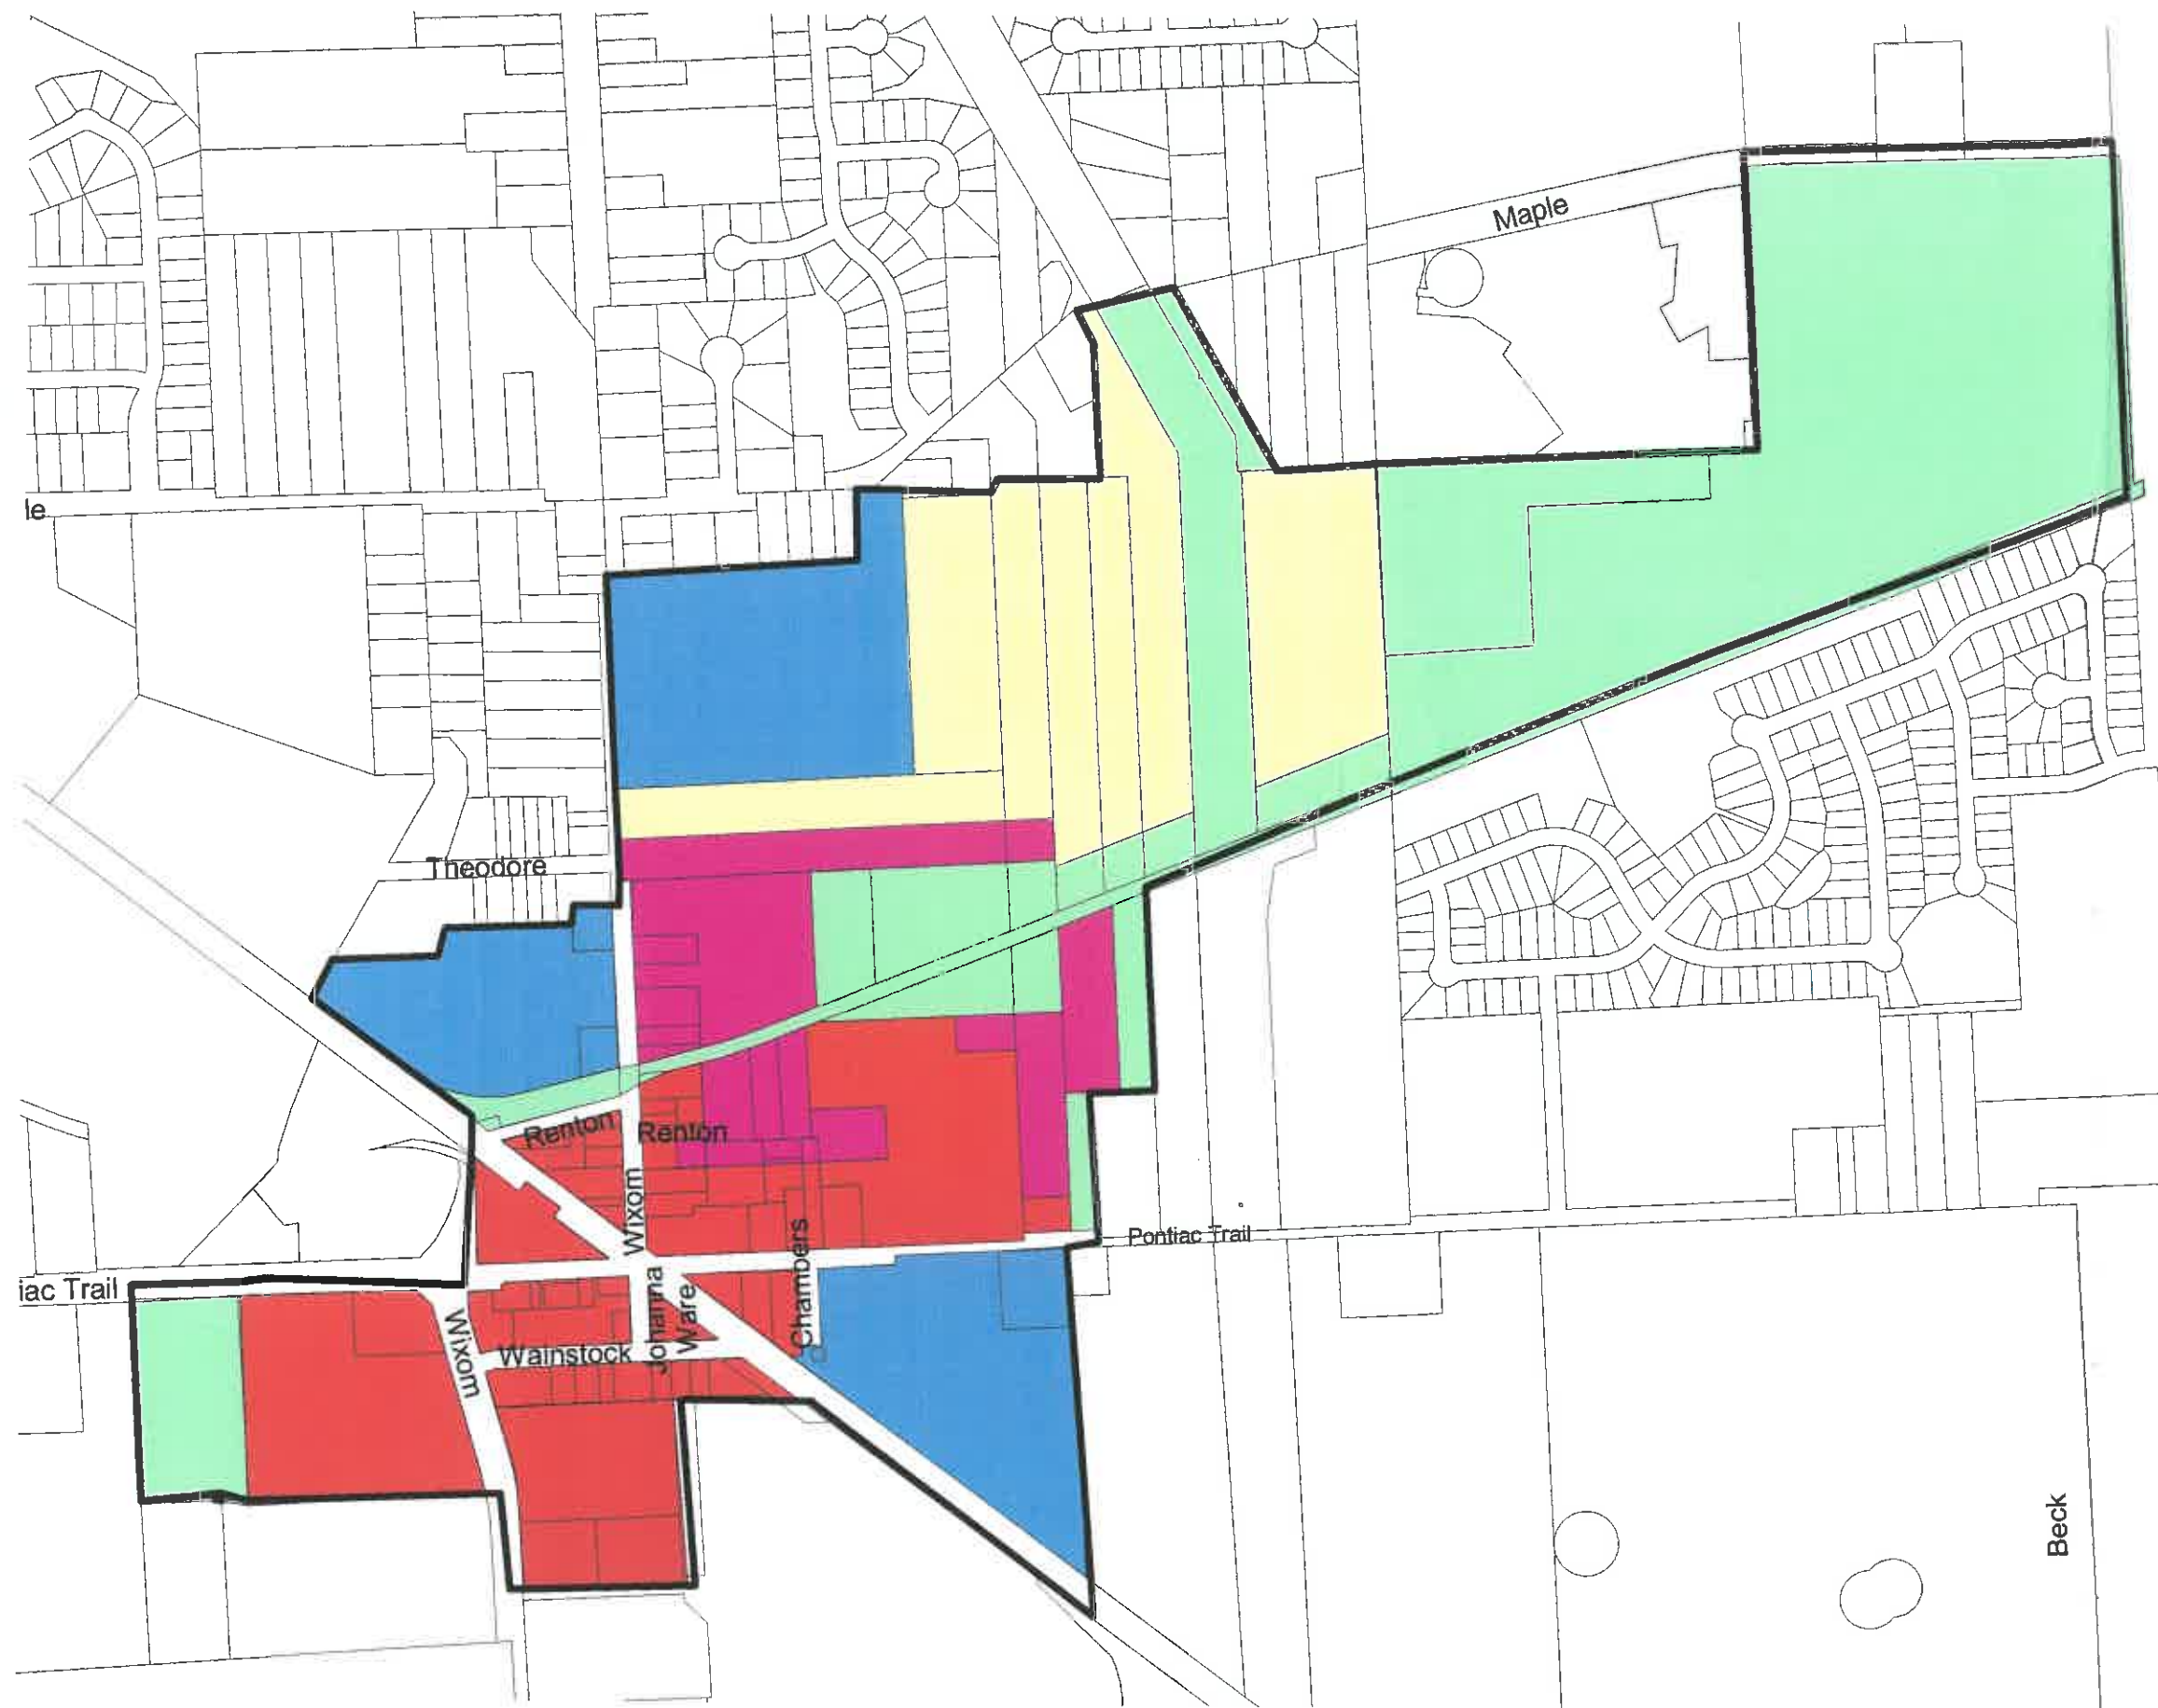 Maple
le
Theodore
Renton
Renton
Wixom
Pontiac Trail
Chambers
iac Trail
Johanna
Ware
Wixom
Wainstock
Beck